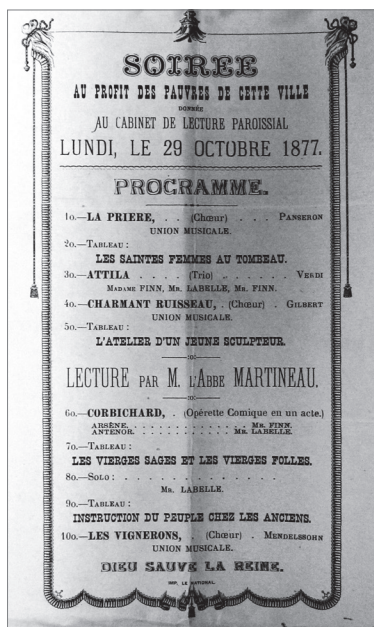 SOIREE
AU PROFIT DES PAUVRES DE CETTE VILLE
DONNÉE
AU CABINET DE LECTURE PAROISSIAL
LUNDI, LE 29 OCTOBRE 1877.
PROGRAMME.
1o.—LA PRIERE, . . (Chœur) . . . PANSERON
UNION MUSICALE.
2o.—TABLEAU :
LES SAINTES FEMMES AU TOMBEAU.
3o.—ATTILA . . . . (Trio) . . . . VERDI
MADAME FINN, MR. LABELLE, MR. FINN.
4o.—CHARMANT RUISSEAU, . (Chœur) . GILBERT
UNION MUSICALE.
5o.—TABLEAU :
L'ATELIER D'UN JEUNE SCULPTEUR.
LECTURE PAR M. L'ABBE MARTINEAU.
6o.—CORBICHARD, . (Opérette Comique en un acte.)
ARSÈNE. . . . . . . . . . . . . . MR. FINN.
ANTENOR. . . . . . . . . . . . MR. LABELLE.
7o.—TABLEAU :
LES VIERGES SAGES ET LES VIERGES FOLLES.
8o.—SOLO : . . . . . . . . . . . . .
MR. LABELLE.
9o.—TABLEAU :
INSTRUCTION DU PEUPLE CHEZ LES ANCIENS.
10o.—LES VIGNERONS, (Chœur) . MENDELSSOHN
UNION MUSICALE.
DIEU SAUVE LA REINE.
IMP. LE NATIONAL.